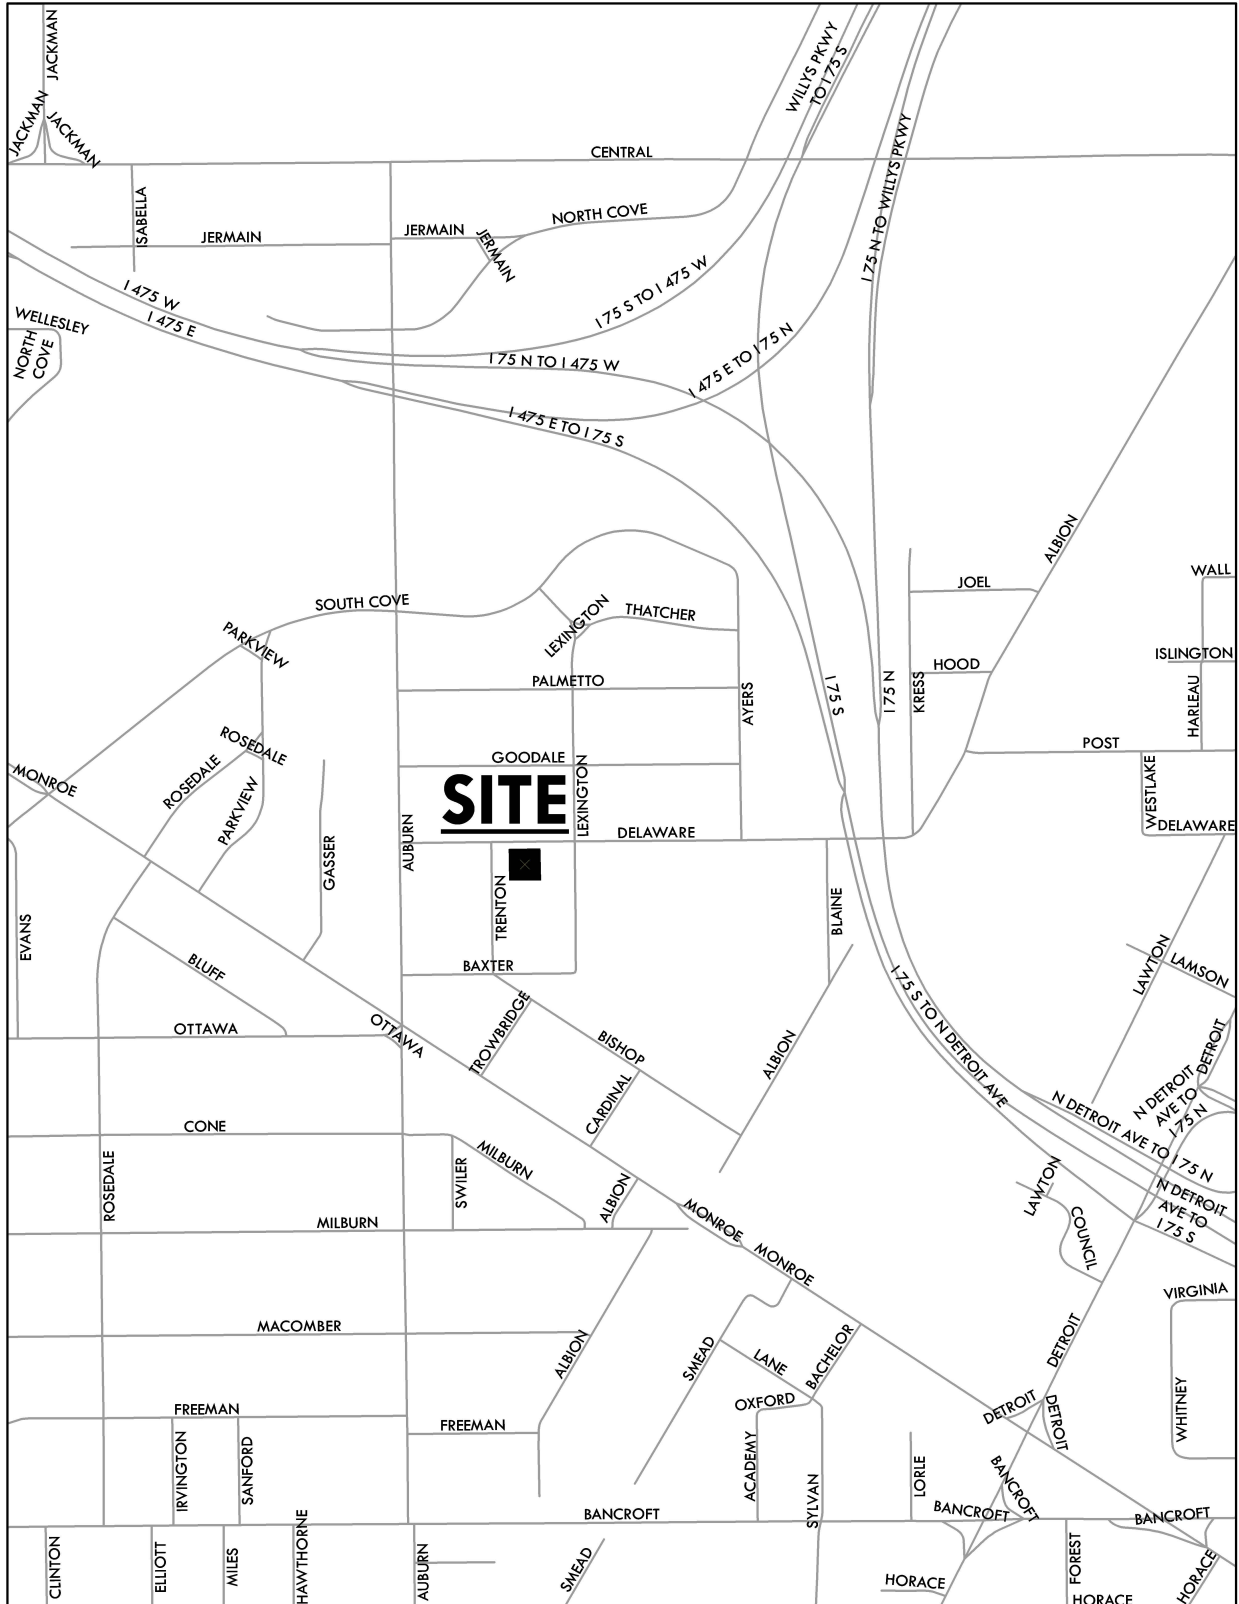 JACKMAN
WILLYS PKWY
TO I 75 S
JACKMAN
JACKMAN
CENTRAL
I 75 N TO WILLYS PKWY
ISABELLA
JERMAIN
JERMAIN
JERMAIN
NORTH COVE
I 475 W
I 475 E
I 75 S TO I 475 W
WELLESLEY
NORTH
COVE
I 75 N TO I 475 W
I 475 E TO I 75 N
I 475 E TO I 75 S
ALBION
WALL
JOEL
SOUTH COVE
LEXINGTON
THATCHER
PARKVIEW
ISLINGTON
HOOD
PALMETTO
AYERS
I 75 S
I 75 N
KRESS
HARLEAU
ROSEDALE
POST
MONROE
ROSEDALE
PARKVIEW
GOODALE
LEXINGTON
SITE
WESTLAKE
DELAWARE
DELAWARE
AUBURN
GASSER
TRENTON
BLAINE
EVANS
BLUFF
BAXTER
LAWTON
LAMSON
I 75 S TO N DETROIT AVE
OTTAWA
OTTAWA
TROWBRIDGE
BISHOP
ALBION
DETROIT
N DETROIT
AVE TO
I 75 N
CARDINAL
N DETROIT AVE TO I 75 N
CONE
ROSEDALE
SWILER
MILBURN
ALBION
LAWTON
N DETROIT
AVE TO
I 75 S
MILBURN
MONROE
COUNCIL
MONROE
VIRGINIA
MACOMBER
ALBION
SMEAD
LANE
BACHELOR
DETROIT
FREEMAN
FREEMAN
OXFORD
DETROIT
DETROIT
WHITNEY
IRVINGTON
SANFORD
ACADEMY
SYLVAN
LORLE
BANCROFT
BANCROFT
BANCROFT
BANCROFT
CLINTON
ELLIOTT
MILES
HAWTHORNE
AUBURN
SMEAD
HORACE
FOREST
HORACE
HORACE